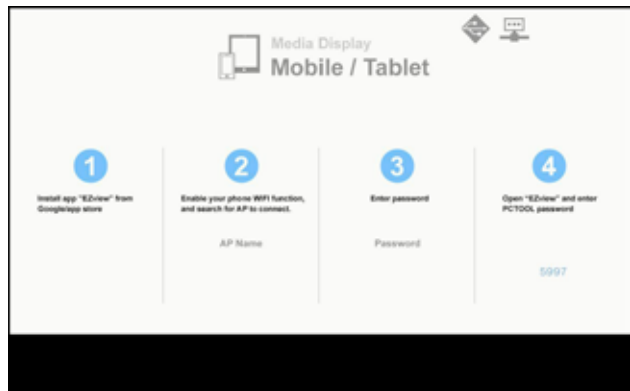 Media Display
Mobile / Tablet
1
Install app "EZview" from
Google/app store
2
Enable your phone WIFI function,
and search for AP to connect.
AP Name
3
Enter password
Password
4
Open "EZview" and enter
PCTOOL password
5997